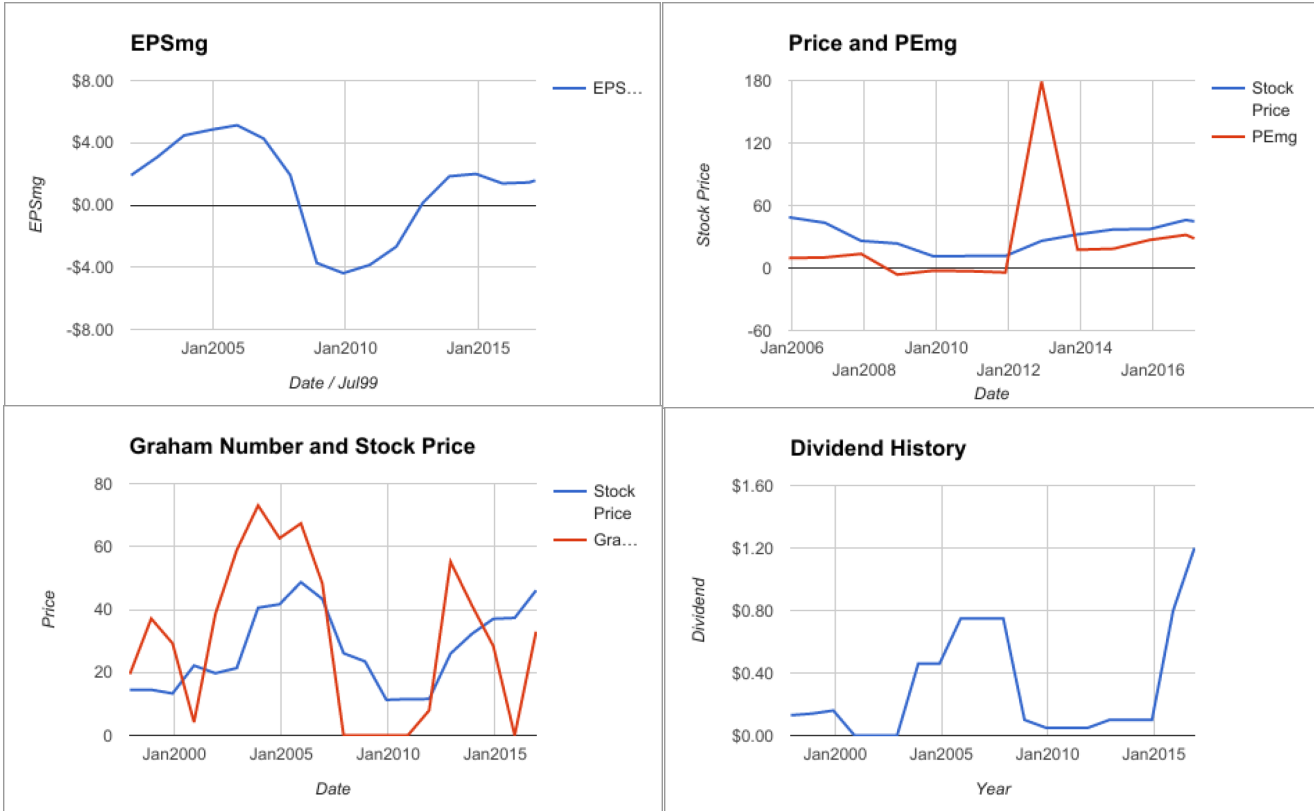 EPSmg
$8.00
$4.00
$0.00
-$4.00
-$8.00
EPSmg
Jan2005
Jan2010
Jan2015
Date / Jul99
EPS…
Price and PEmg
180
120
60
0
-60
Stock Price
Jan2006
Jan2008
Jan2010
Jan2012
Jan2014
Jan2016
Date
Stock
Price
PEmg
Graham Number and Stock Price
80
60
40
20
0
Price
Jan2000
Jan2005
Jan2010
Jan2015
Date
Stock
Price
Gra…
Dividend History
$1.60
$1.20
$0.80
$0.40
$0.00
Dividend
Jan2000
Jan2005
Jan2010
Jan2015
Year